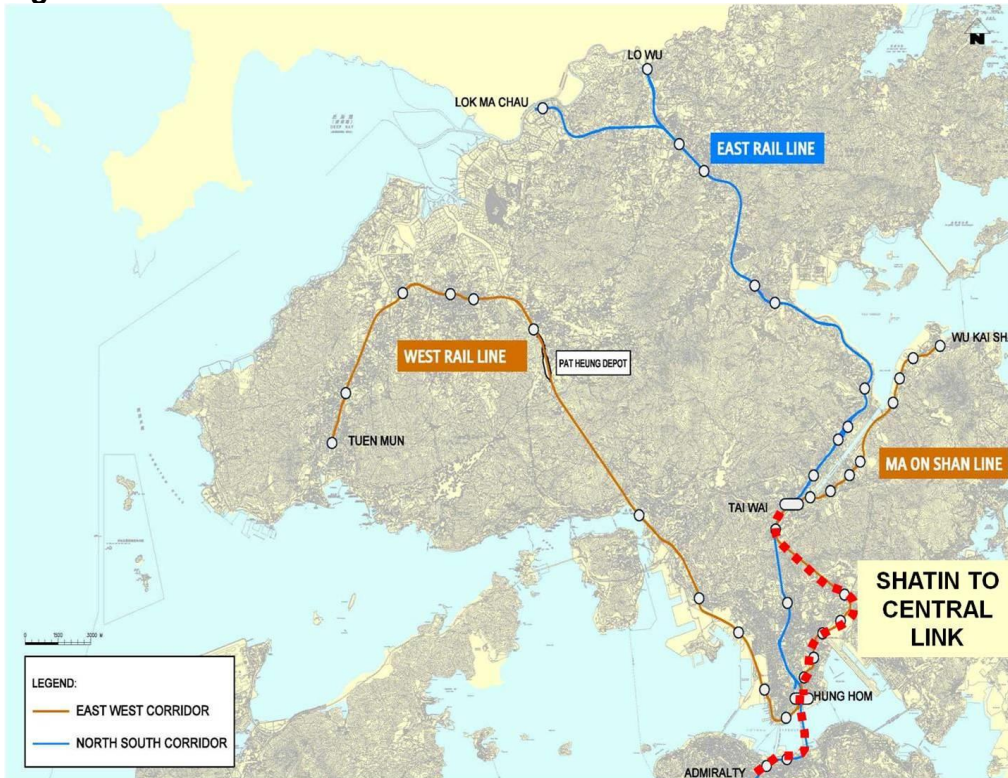 LO WU
N
LOK MA CHAU
EAST RAIL LINE
WU KAI SH
WEST RAIL LINE
PAT HEUNG DEPOT
TUEN MUN
MA ON SHAN LINE
TAI WAI
SHATIN TO
CENTRAL
LINK
LEGEND:
EAST WEST CORRIDOR
HUNG HOM
NORTH SOUTH CORRIDOR
ADMIRALTY